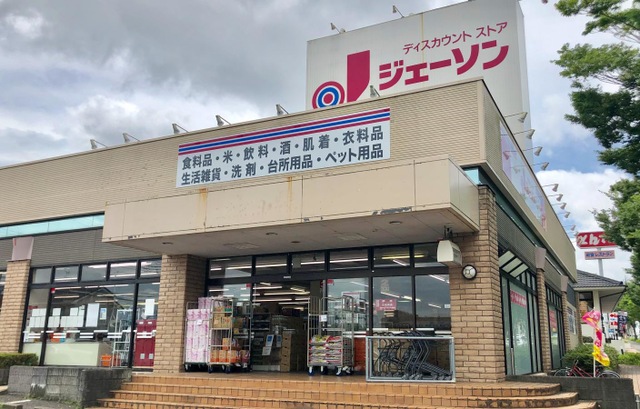 ディスカウント ストア
ジェーソン
食料品・米・飲料・酒・肌着・衣料品
生活雑貨・洗剤・台所用品・ペット用品